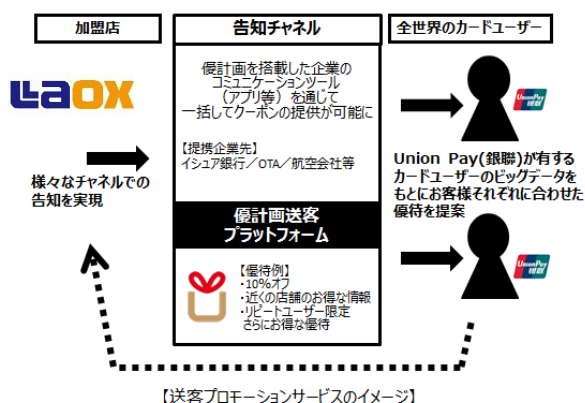 加盟店
告知チャネル
全世界のカードユーザー
LAOX
優計画を搭載した企業の
コミュニケーションツール
(アプリ等)を通して
一括してクーポンの提供が可能に
【提携企業先】
イシュア銀行/OTA/航空会社等
様々なチャネルでの
告知を実現
優計画送客
プラットフォーム
【優待例】
・10%オフ
・近くの店舗のお得な情報
・リピートユーザー限定
さらにお得な優待
UnionPay
银联
Union Pay(銀聯)が有する
カードユーザーのビッグデータを
もとにお客様それぞれに合わせた
優待を提案
UnionPay
银联
【送客プロモーションサービスのイメージ】